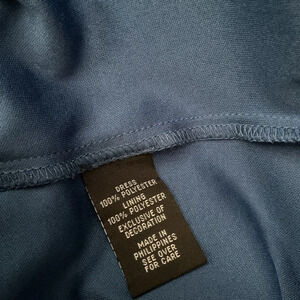 DRESS
100% POLYESTER
LINING
100% POLYESTER
EXCLUSIVE OF
DECORATION
MADE IN
PHILIPPINES
SEE OVER
FOR CARE